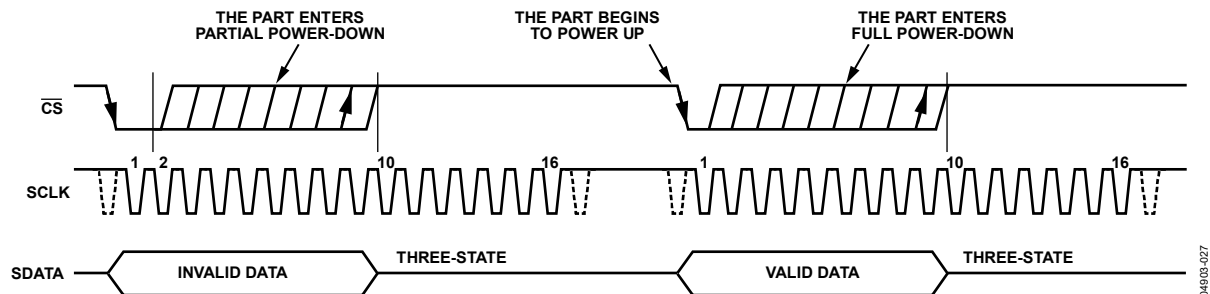 THE PART ENTERS
PARTIAL POWER-DOWN
THE PART BEGINS
TO POWER UP
THE PART ENTERS
FULL POWER-DOWN
CS
1 2 10 16 1 10 16
SCLK
SDATA INVALID DATA THREE-STATE VALID DATA THREE-STATE
04903-027